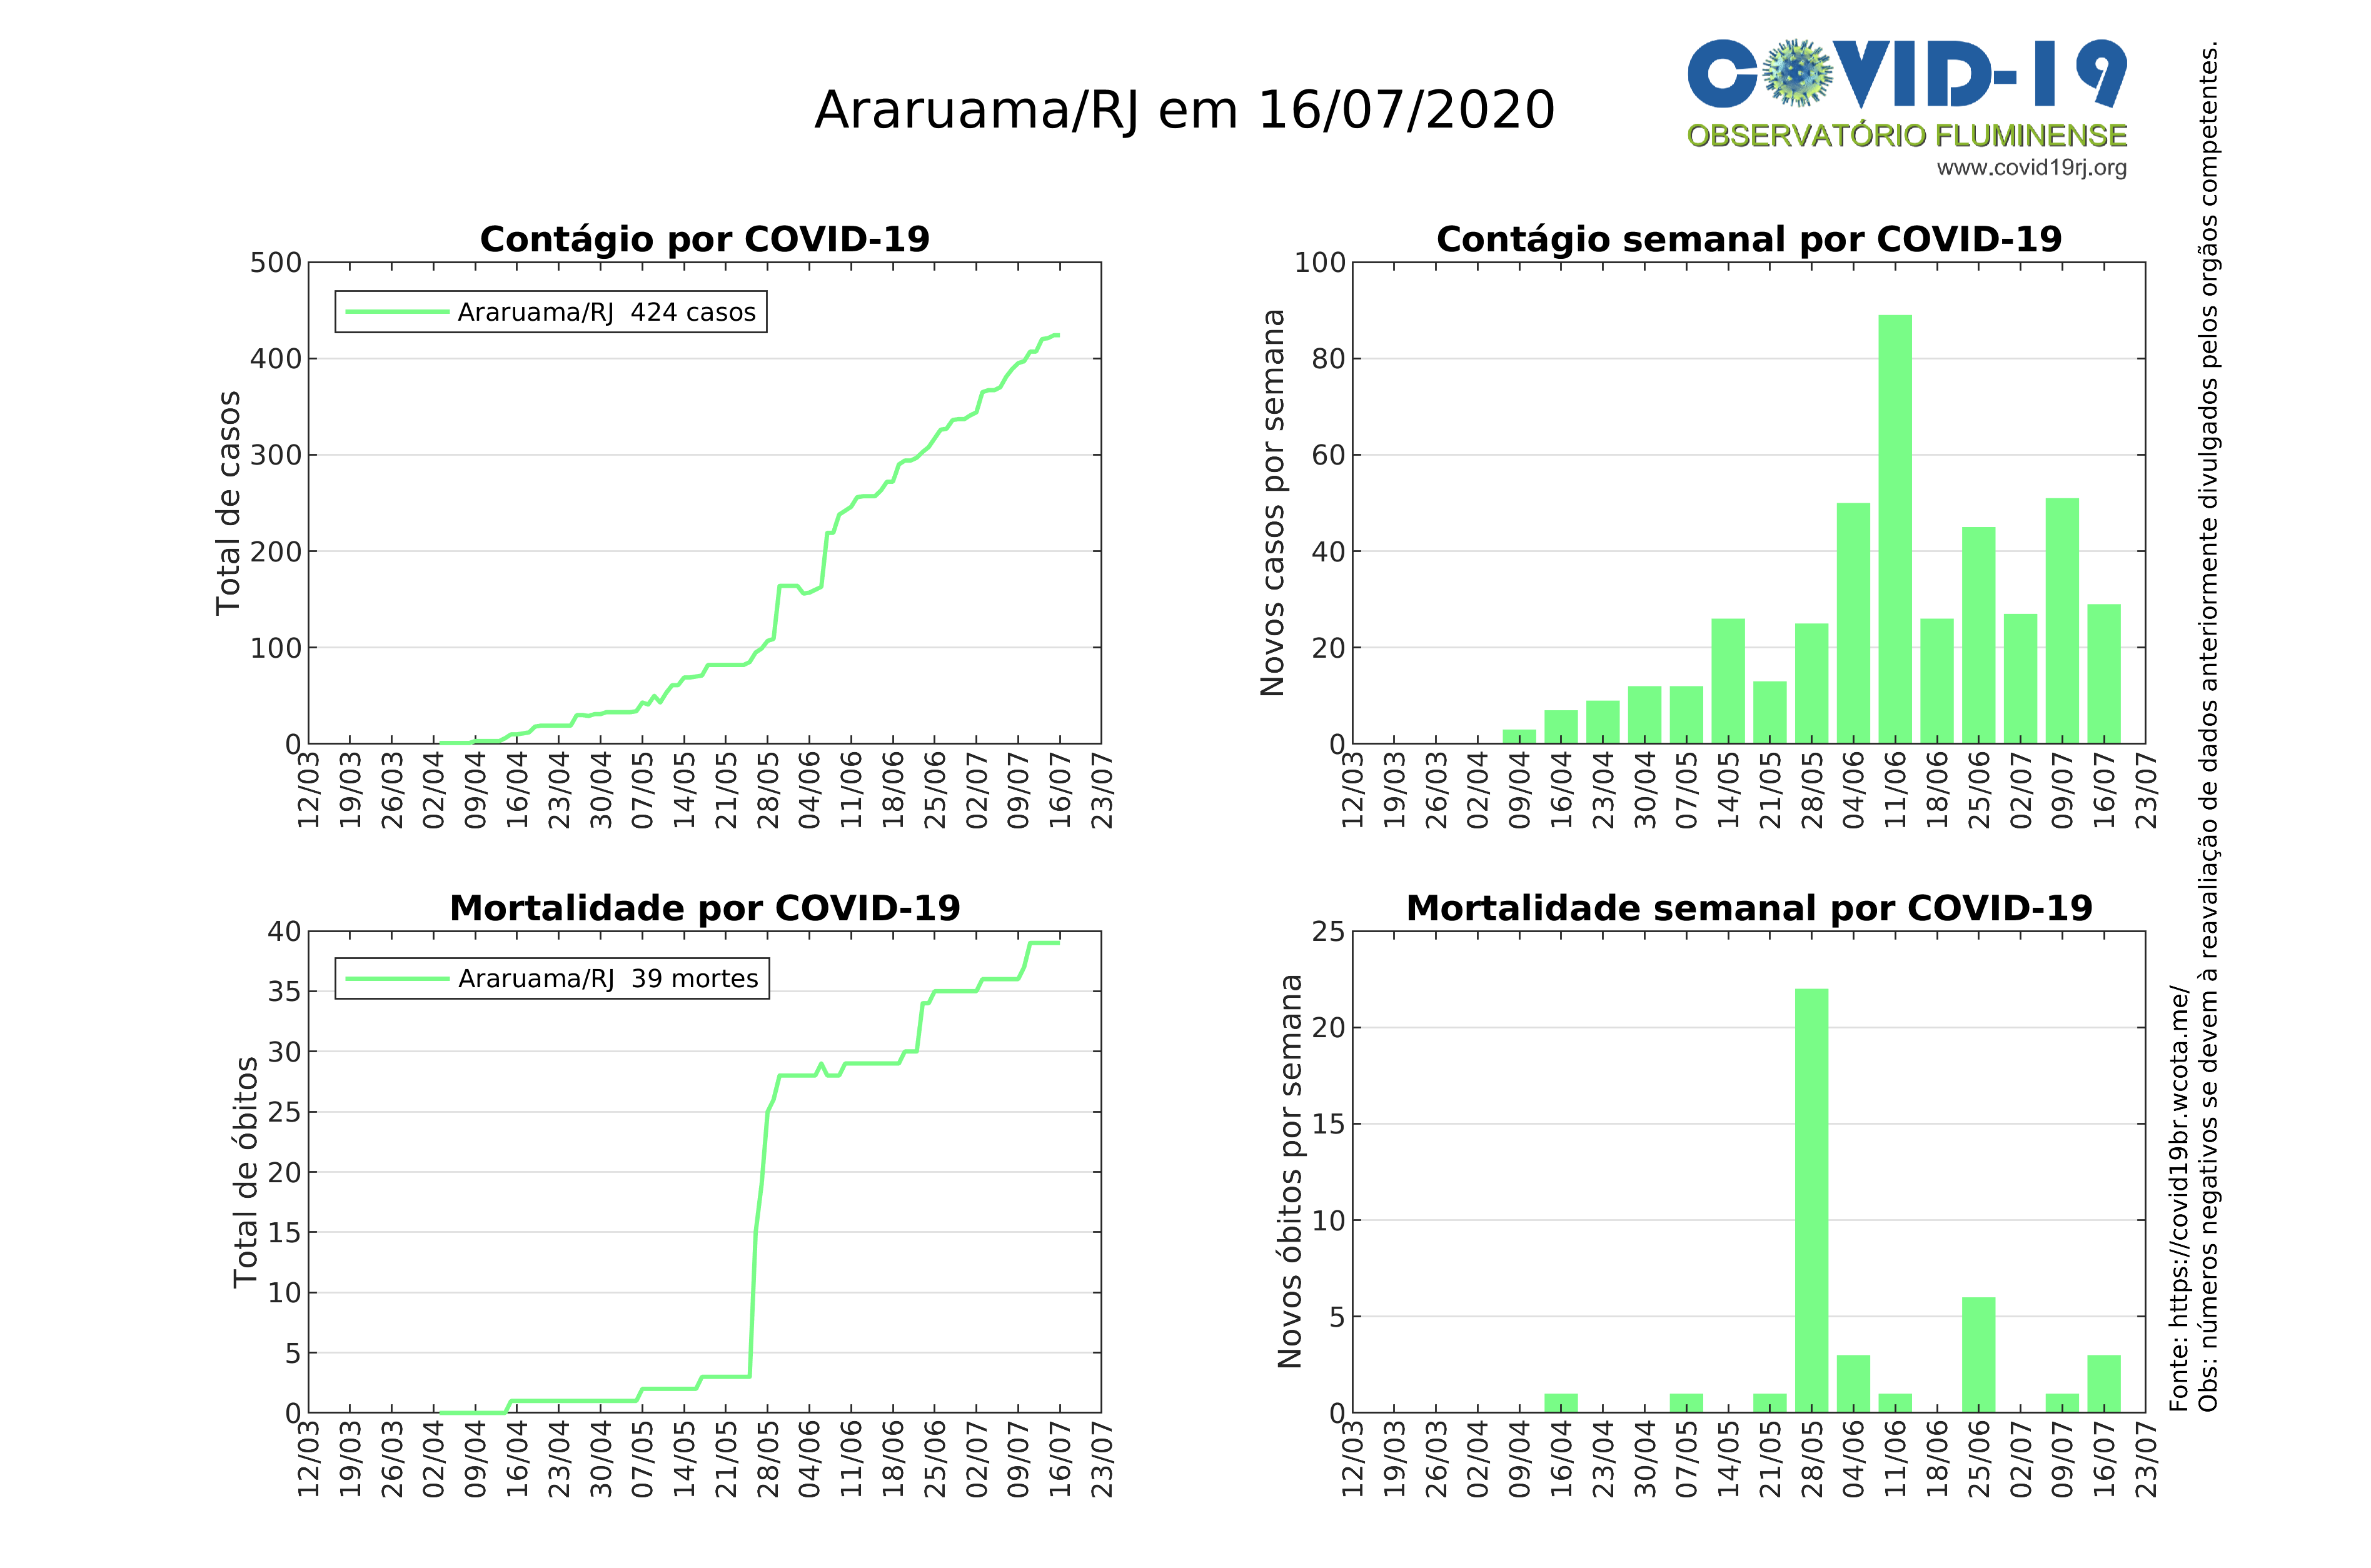 Araruama/RJ em 16/07/2020
COVID-19
OBSERVATÓRIO FLUMINENSE
www.covid19rj.org
Contágio por COVID-19
Total de casos
500
400
300
200
100
0
Araruama/RJ 424 casos
12/03 19/03 26/03 02/04 09/04 16/04 23/04 30/04 07/05 14/05 21/05 28/05 04/06 11/06 18/06 25/06 02/07 09/07 16/07 23/07
Contágio semanal por COVID-19
Novos casos por semana
100
80
60
40
20
0
12/03 19/03 26/03 02/04 09/04 16/04 23/04 30/04 07/05 14/05 21/05 28/05 04/06 11/06 18/06 25/06 02/07 09/07 16/07 23/07
Mortalidade por COVID-19
Total de óbitos
40
35
30
25
20
15
10
5
0
Araruama/RJ 39 mortes
12/03 19/03 26/03 02/04 09/04 16/04 23/04 30/04 07/05 14/05 21/05 28/05 04/06 11/06 18/06 25/06 02/07 09/07 16/07 23/07
Mortalidade semanal por COVID-19
Novos óbitos por semana
25
20
15
10
5
0
12/03 19/03 26/03 02/04 09/04 16/04 23/04 30/04 07/05 14/05 21/05 28/05 04/06 11/06 18/06 25/06 02/07 09/07 16/07 23/07
Fonte: https://covid19br.wcota.me/
Obs: números negativos se devem à reavaliação de dados anteriormente divulgados pelos orgãos competentes.